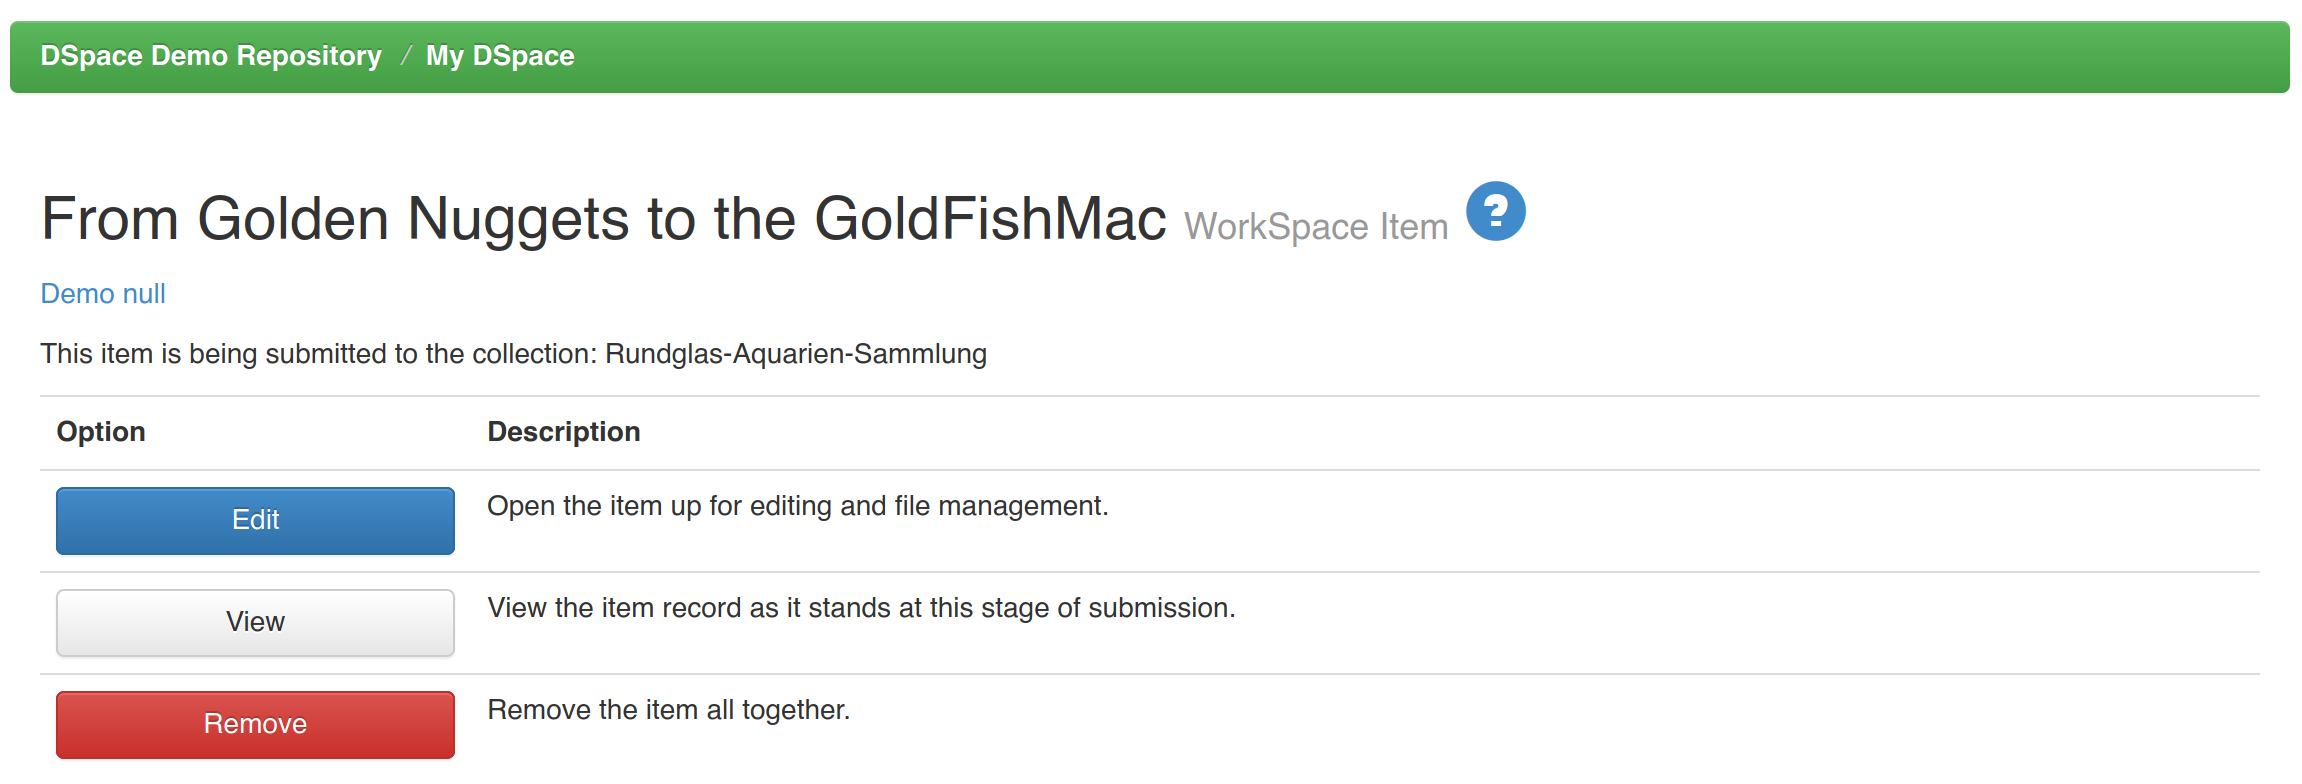 DSpace Demo Repository / My DSpace
From Golden Nuggets to the GoldFishMac WorkSpace Item ?
Demo null
This item is being submitted to the collection: Rundglas-Aquarien-Sammlung
Option Description
Edit Open the item up for editing and file management.
View View the item record as it stands at this stage of submission.
Remove Remove the item all together.